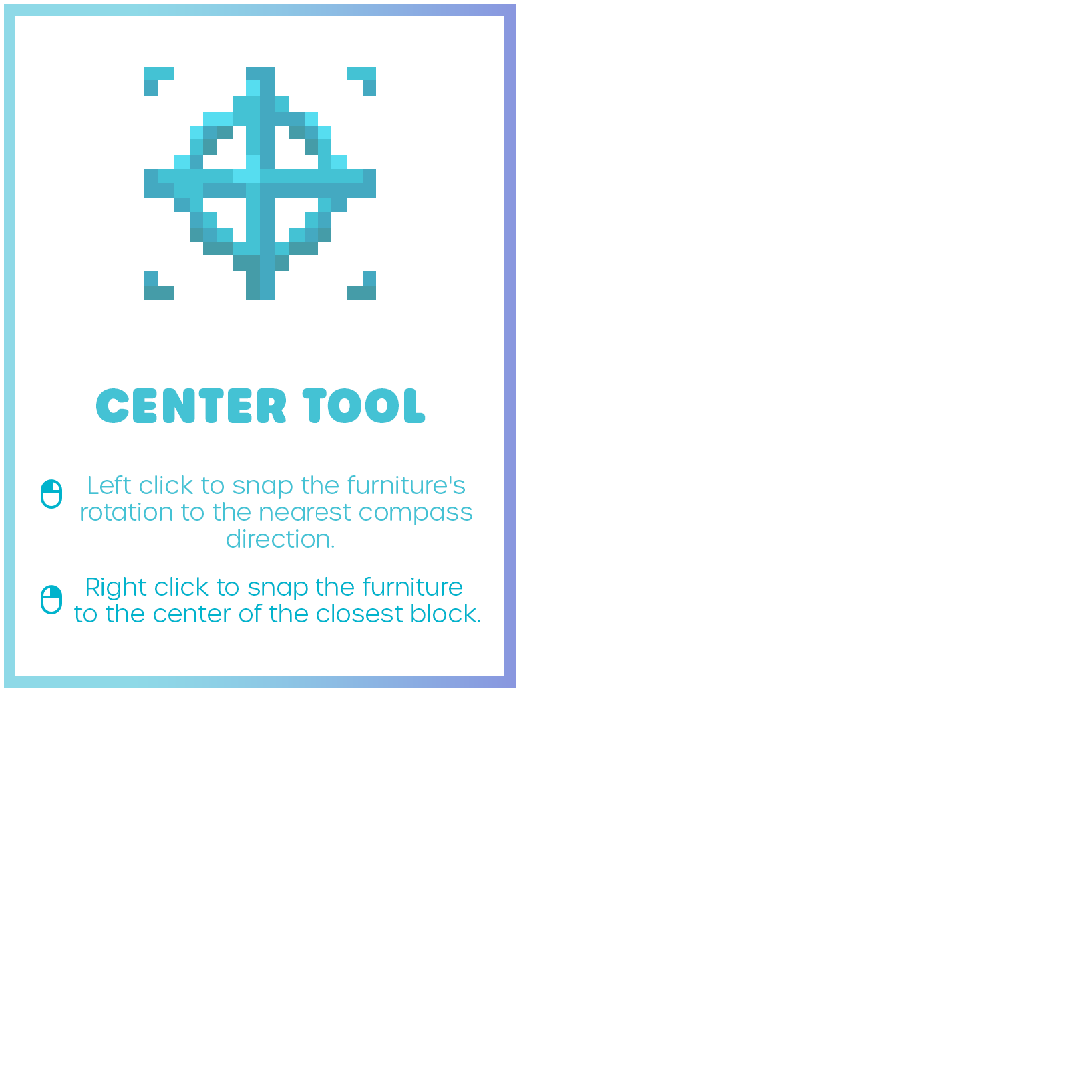 CENTER TOOL
Left click to snap the furniture's
rotation to the nearest compass
direction.
Right click to snap the furniture
to the center of the closest block.